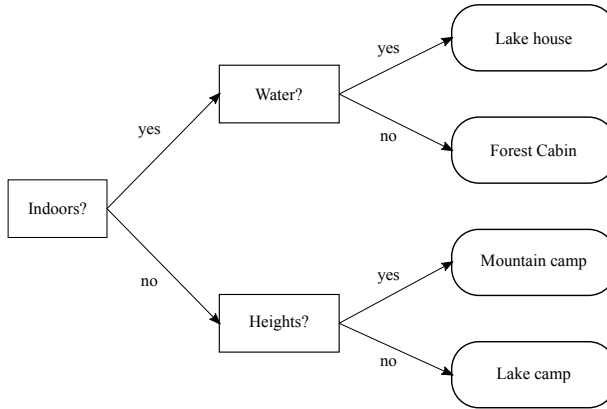 Lake house
yes
Water?
no
yes
Forest Cabin
Indoors?
no
Mountain camp
yes
Heights?
no
Lake camp